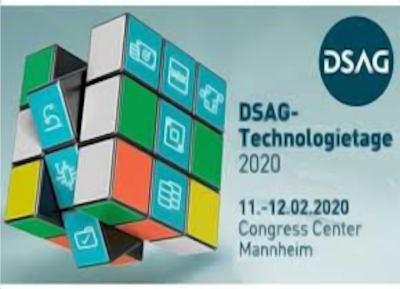 DSAG
DSAG-
Technologietage
2020
11.-12.02.2020
Congress Center
Mannheim